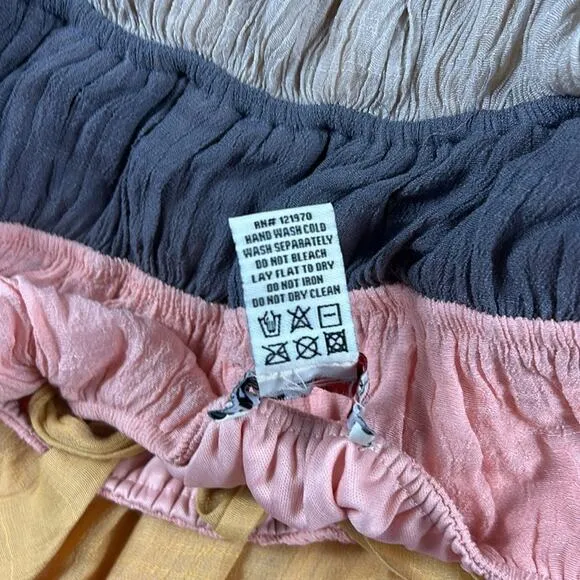 RN# 121970
HAND WASH COLD
WASH SEPARATELY
DO NOT BLEACH
LAY FLAT TO DRY
DO NOT IRON
DO NOT DRY CLEAN